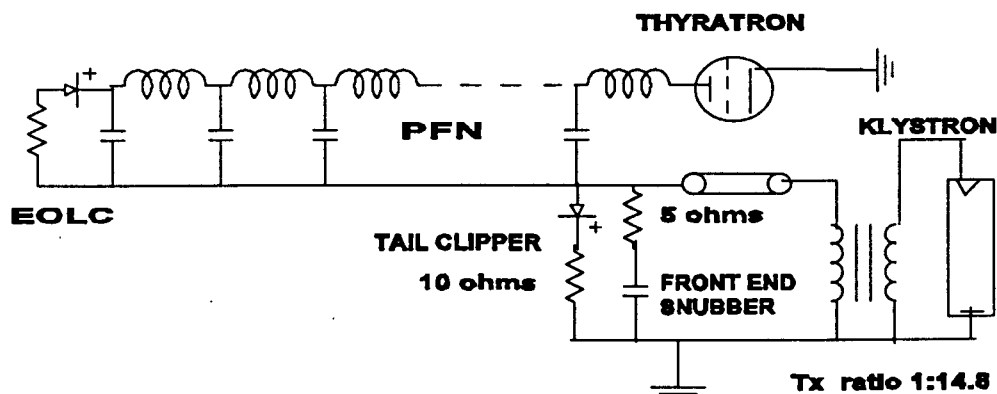 THYRATRON
+
PFN
KLYSTRON
EOLC
5 ohms
+
TAIL CLIPPER
10 ohms
FRONT END
SNUBBER
Tx ratio 1:14.8